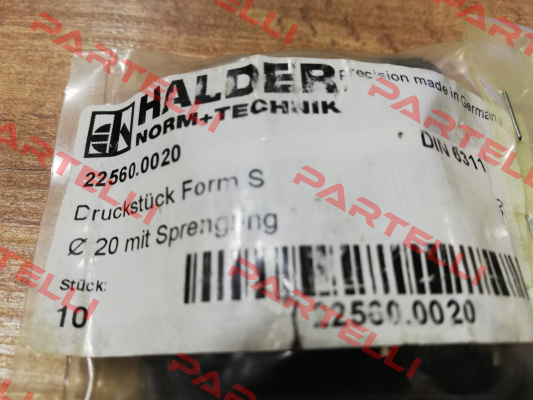 HALDER
NORM+TECHNIK
precision made in Germany
22560.0020
DIN 6311
Druckstück Form S
Ø 20 mit Sprengring
Stück:
10
22560.0020
PARTELLI
PARTELLI
PARTELLI
PARTELLI
PARTELLI
PARTELLI